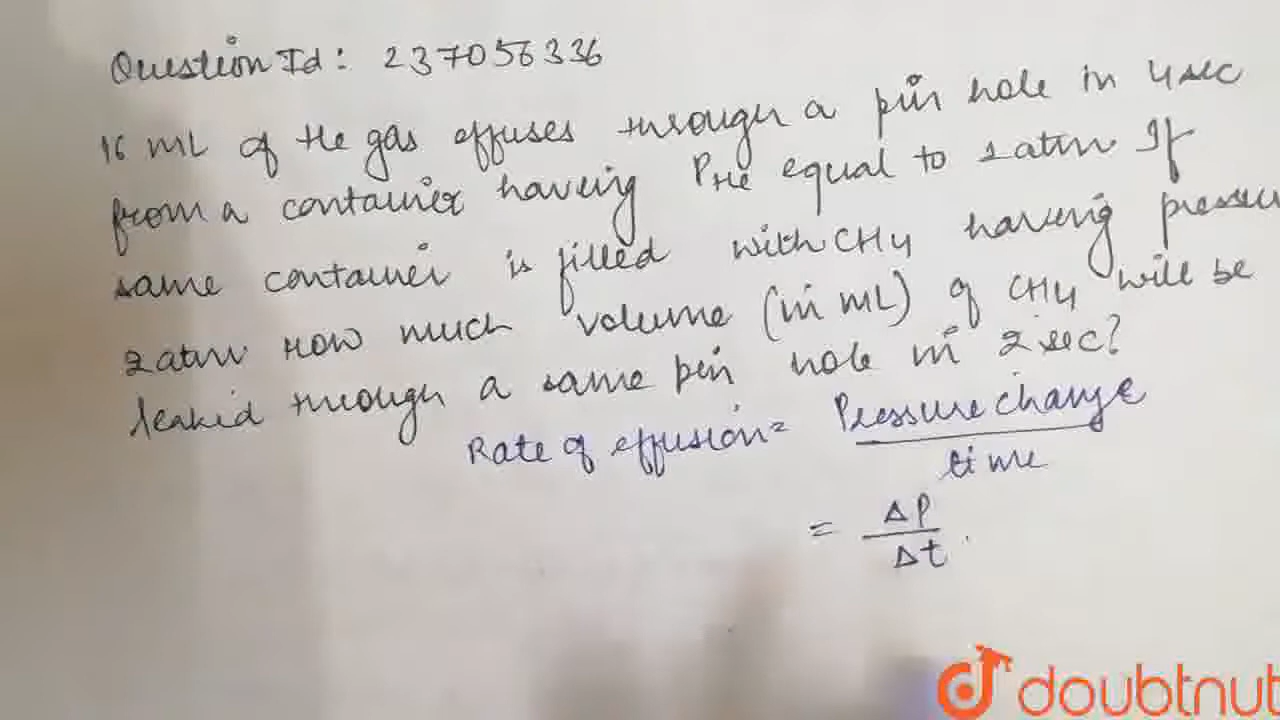 Question Id: 237056336
16 mL of He gas effuses through a pin hole in 4 sec
from a container having PHe equal to 1 atm If
same container is filled with CH4 having pressure
2 atm How much volume (in mL) of CH4 will be
leakid through a same pin hole in 2 sec?
Rate of effusion = Pressure change
time
= ΔP
Δt
doubtnut